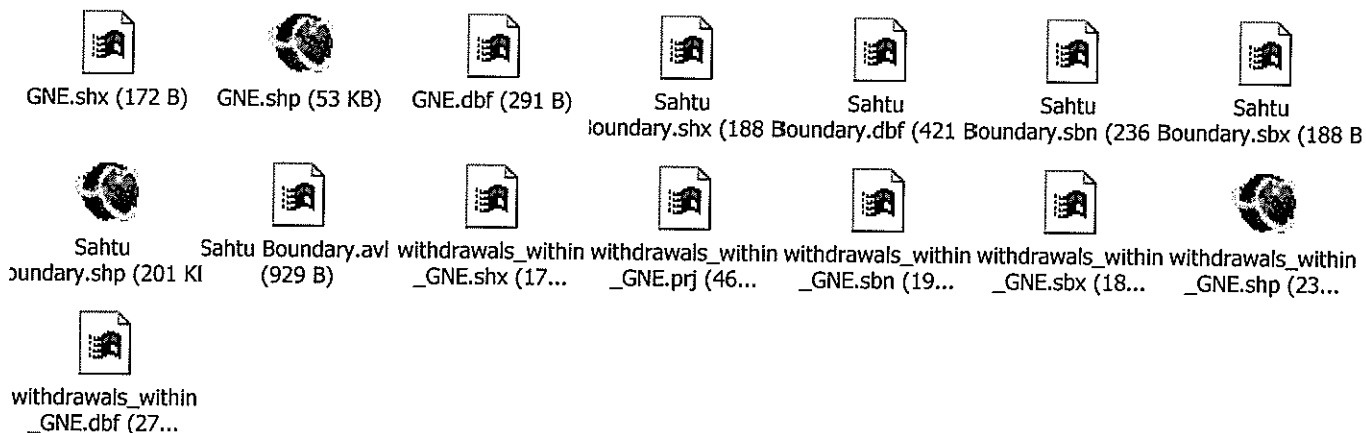 GNE.shx (172 B) GNE.shp (53 KB) GNE.dbf (291 B) Sahtu Sahtu Sahtu Sahtu
oundary.shx (188 Boundary.dbf (421 Boundary.sbn (236 Boundary.sbx (188 B
Sahtu Sahtu Boundary.avl withdrawals_within withdrawals_within withdrawals_within withdrawals_within withdrawals_within
oundary.shp (201 KI (929 B) _GNE.shx (17... _GNE.prj (46... _GNE.sbn (19... _GNE.sbx (18... _GNE.shp (23...
withdrawals_within
_GNE.dbf (27...